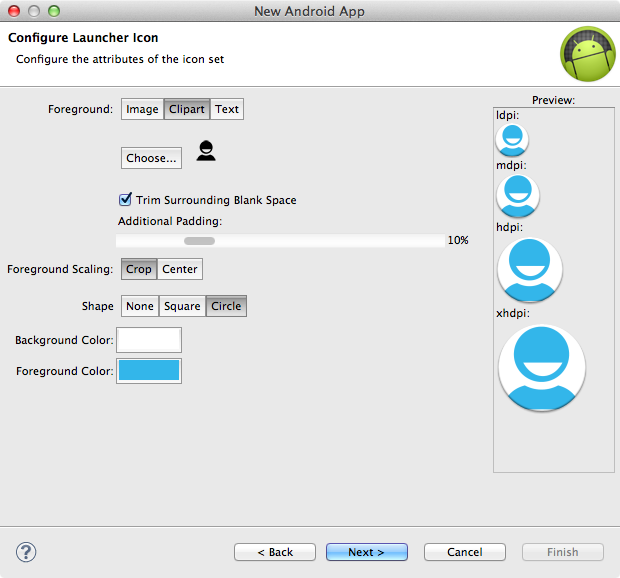 New Android App
Configure Launcher Icon
Configure the attributes of the icon set
Foreground: Image Clipart Text
Choose...
Trim Surrounding Blank Space
Additional Padding:
10%
Foreground Scaling: Crop Center
Shape None Square Circle
Background Color:
Foreground Color:
Preview:
ldpi:
mdpi:
hdpi:
xhdpi:
? < Back Next > Cancel Finish